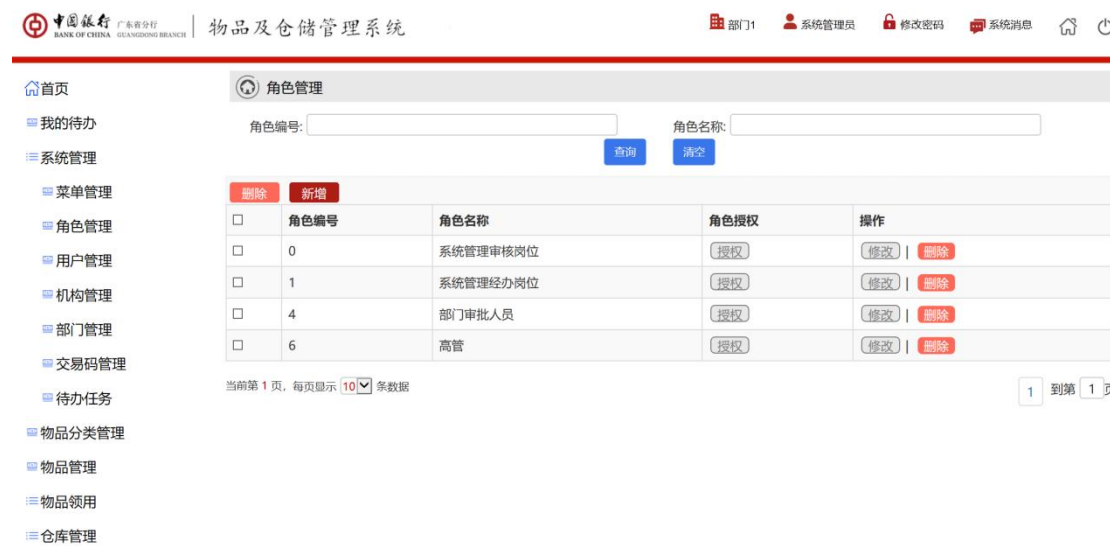 中国银行 广东省分行 物品及仓储管理系统 部门1 系统管理员 修改密码 系统消息
BANK OF CHINA GUANGDONG BRANCH
首页
我的待办
系统管理
菜单管理
角色管理
用户管理
机构管理
部门管理
交易码管理
待办任务
物品分类管理
物品管理
物品领用
仓库管理
角色管理
角色编号: 角色名称:
查询 清空
删除 新增
角色编号 角色名称 角色授权 操作
0 系统管理审核岗位 授权 修改 | 删除
1 系统管理经办岗位 授权 修改 | 删除
4 部门审批人员 授权 修改 | 删除
6 高管 授权 修改 | 删除
当前第 1 页, 每页显示 10 条数据 1 到第 1 页